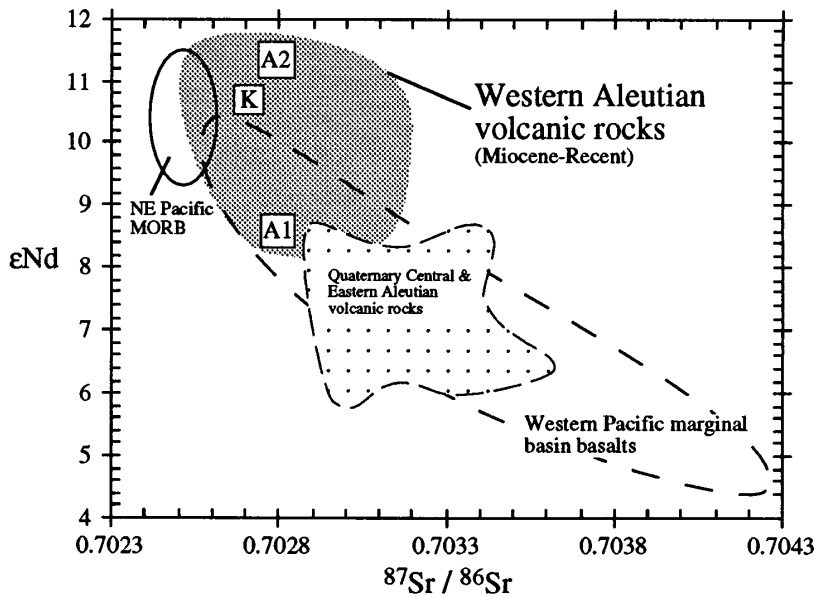 12
11
10
9
8
7
6
5
4
εNd
A2
K
A1
Western Aleutian
volcanic rocks
(Miocene-Recent)
NE Pacific
MORB
Quaternary Central &
Eastern Aleutian
volcanic rocks
Western Pacific marginal
basin basalts
0.7023 0.7028 0.7033 0.7038 0.7043
⁸⁷Sr / ⁸⁶Sr